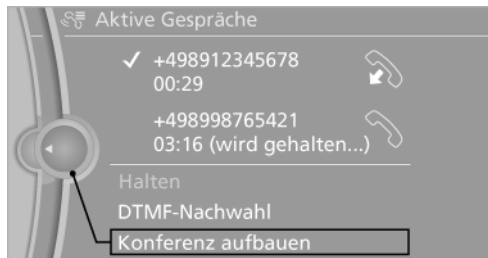 Aktive Gespräche
+498912345678
00:29
+498998765421
03:16 (wird gehalten...)
Halten
DTMF-Nachwahl
Konferenz aufbauen